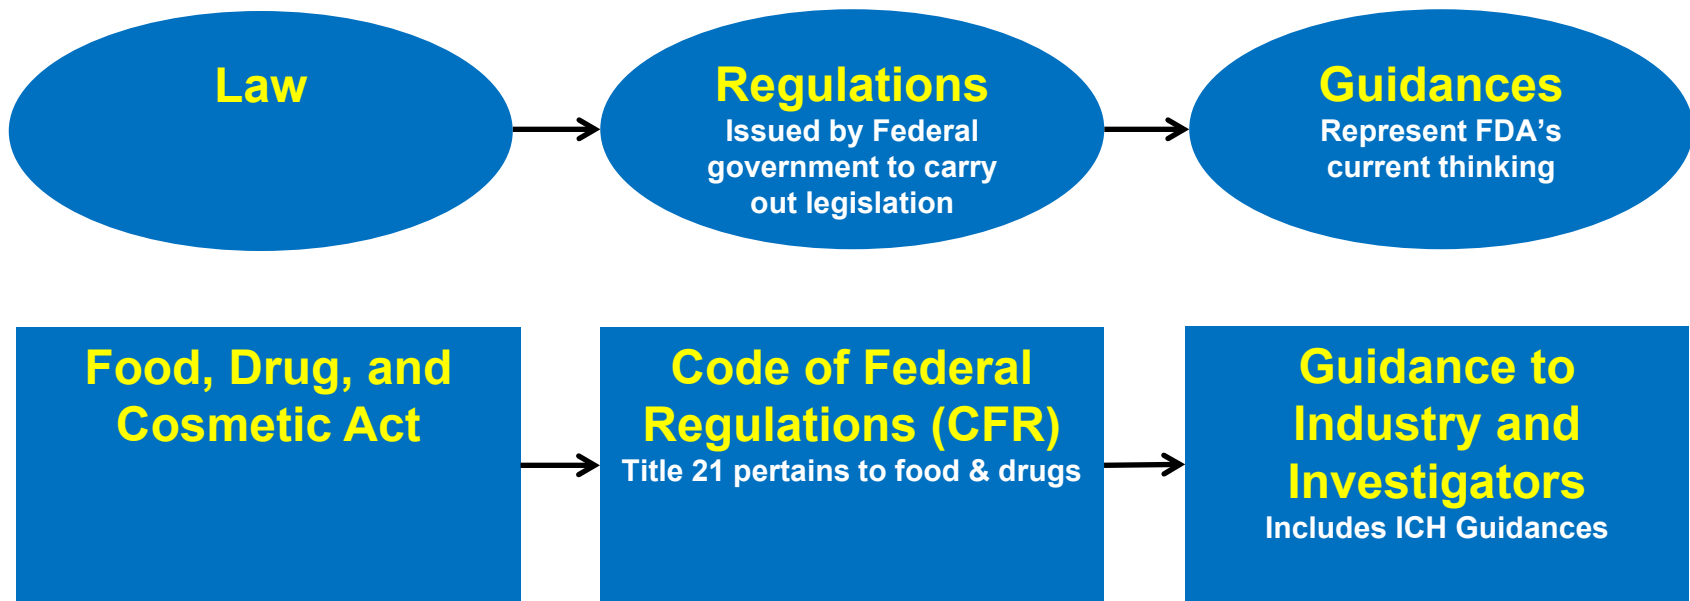 Law
Regulations
Issued by Federal
government to carry
out legislation
Guidances
Represent FDA's
current thinking
Food, Drug, and
Cosmetic Act
Code of Federal
Regulations (CFR)
Title 21 pertains to food & drugs
Guidance to
Industry and
Investigators
Includes ICH Guidances